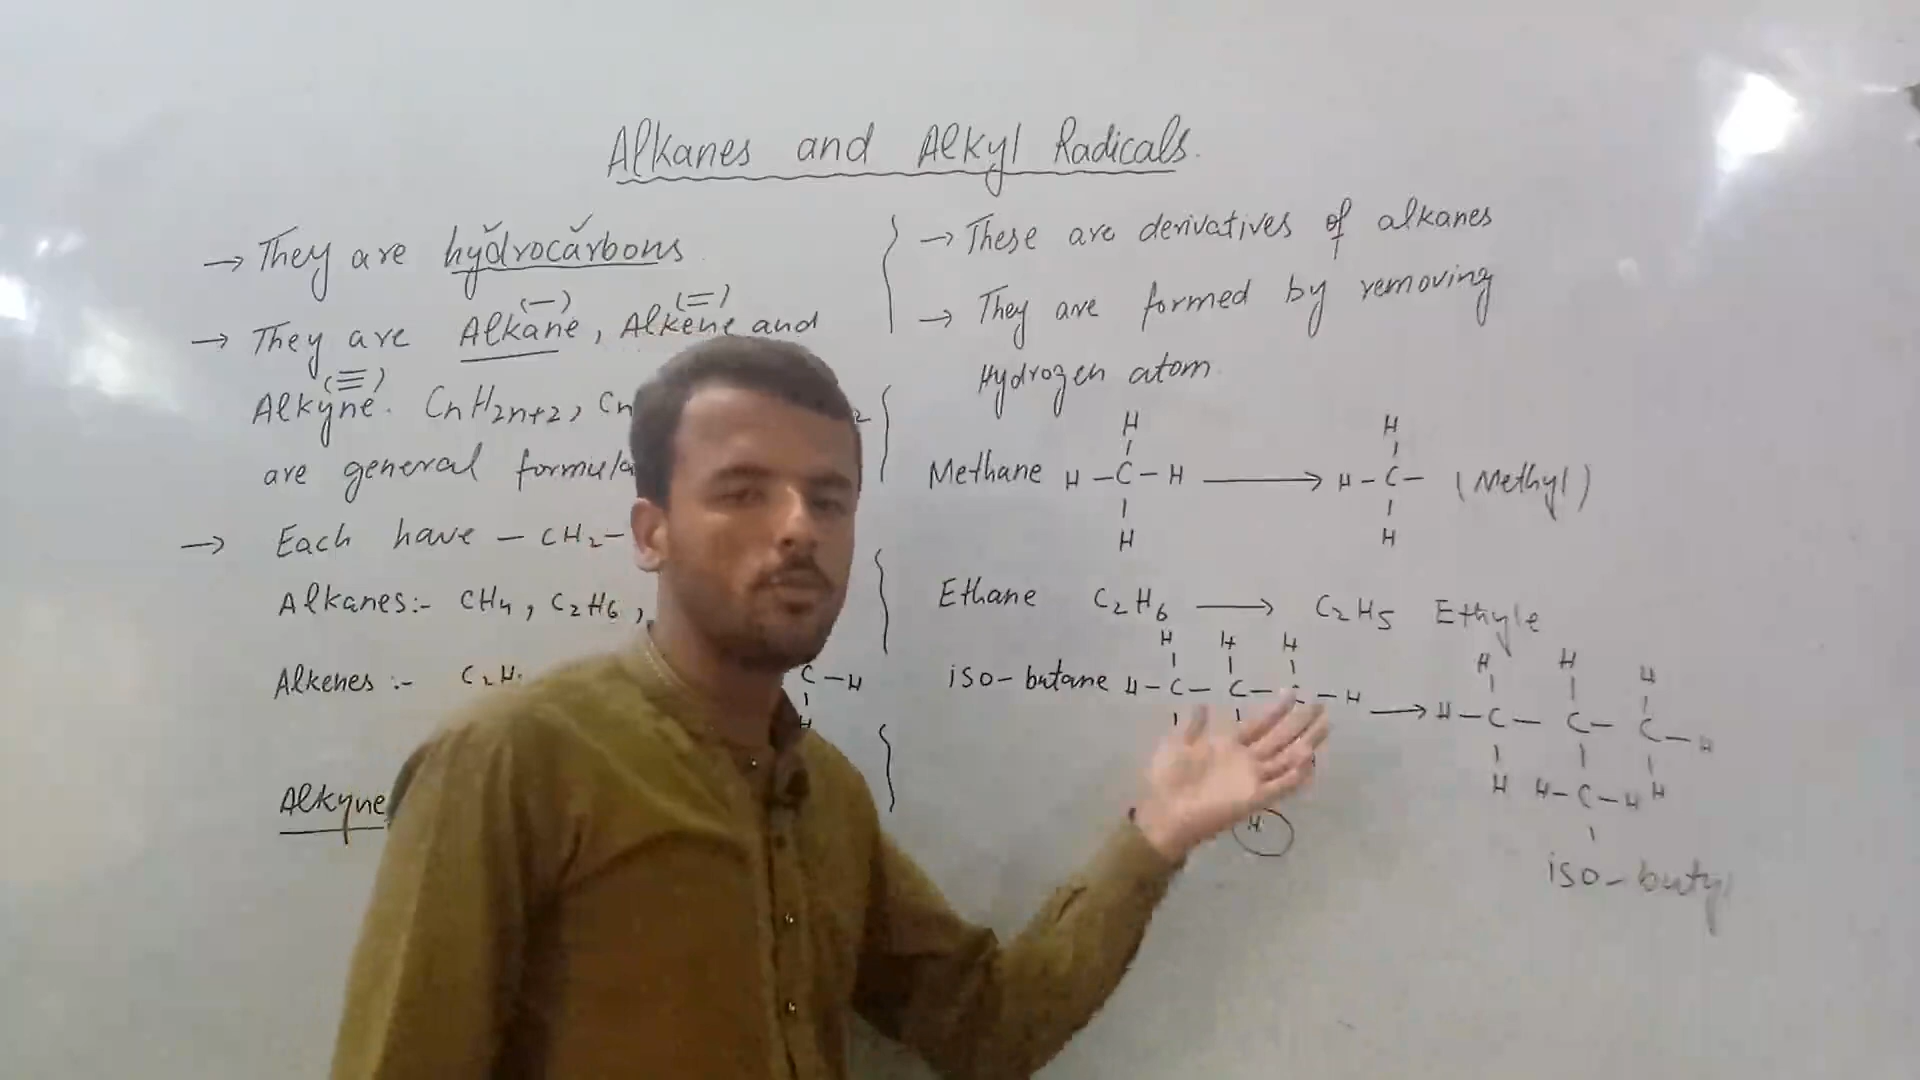 Alkanes and Alkyl Radicals.
→ They are hydrocarbons.
(—) (=)
→ They are Alkane, Alkene and
(≡)
Alkyne. CnH2n+2, Cn 2
are general formula
→ Each have – CH2 –
Alkanes:- CH4, C2H6,
Alkenes :- C2H
C – H
H
Alkyne
→ These are derivatives of alkanes
→ They are formed by removing
Hydrogen atom
H H
Methane H – C – H → H – C – (Methyl)
H H
Ethane C2H6 → C2H5 Ethyle
H H H H H H
iso-butane H – C – C – – H → H – C – C – C – H
H H – C – H H
H
iso-butyl